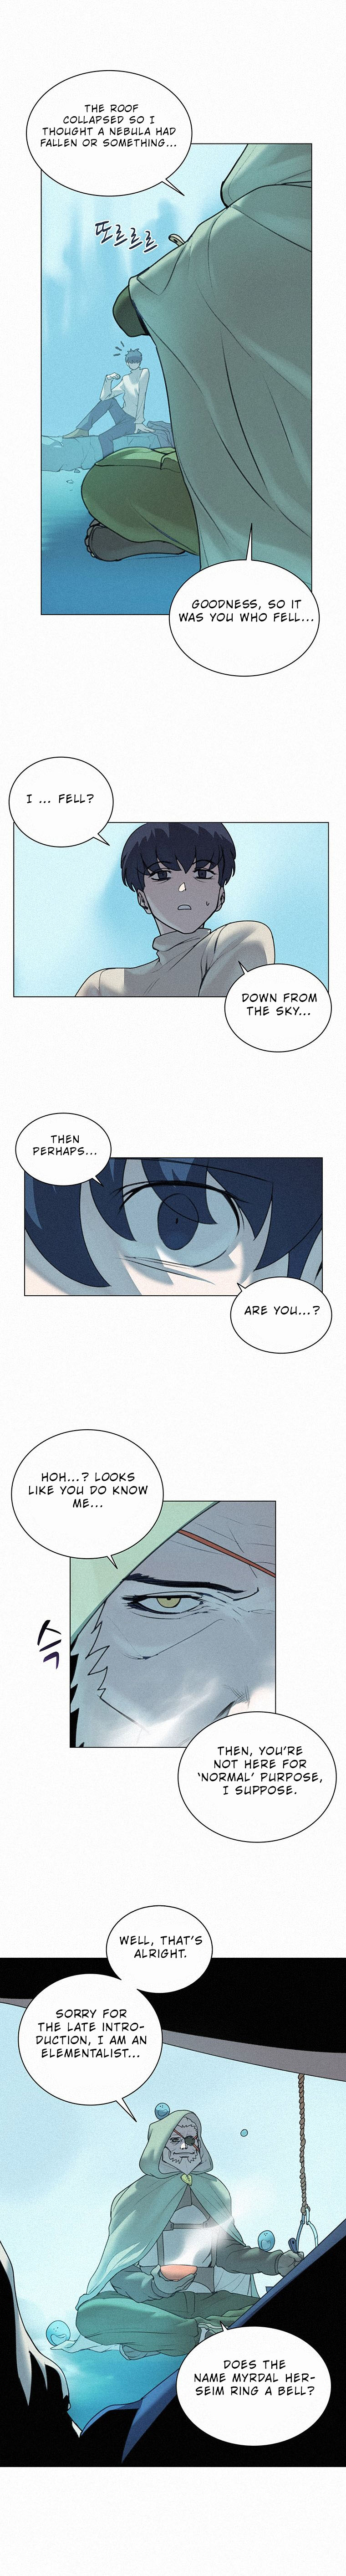 THE ROOF
COLLAPSED SO I
THOUGHT A NEBULA HAD
FALLEN OR SOMETHING...
또르르르
GOODNESS, SO IT
WAS YOU WHO FELL...
I ... FELL?
DOWN FROM
THE SKY...
THEN
PERHAPS...
ARE YOU...?
HOH...? LOOKS
LIKE YOU DO KNOW
ME...
스윽
THEN, YOU'RE
NOT HERE FOR
'NORMAL' PURPOSE,
I SUPPOSE.
WELL, THAT'S
ALRIGHT.
SORRY FOR
THE LATE INTRO-
DUCTION, I AM AN
ELEMENTALIST...
DOES THE
NAME MYRDAL HER-
SEIM RING A BELL?